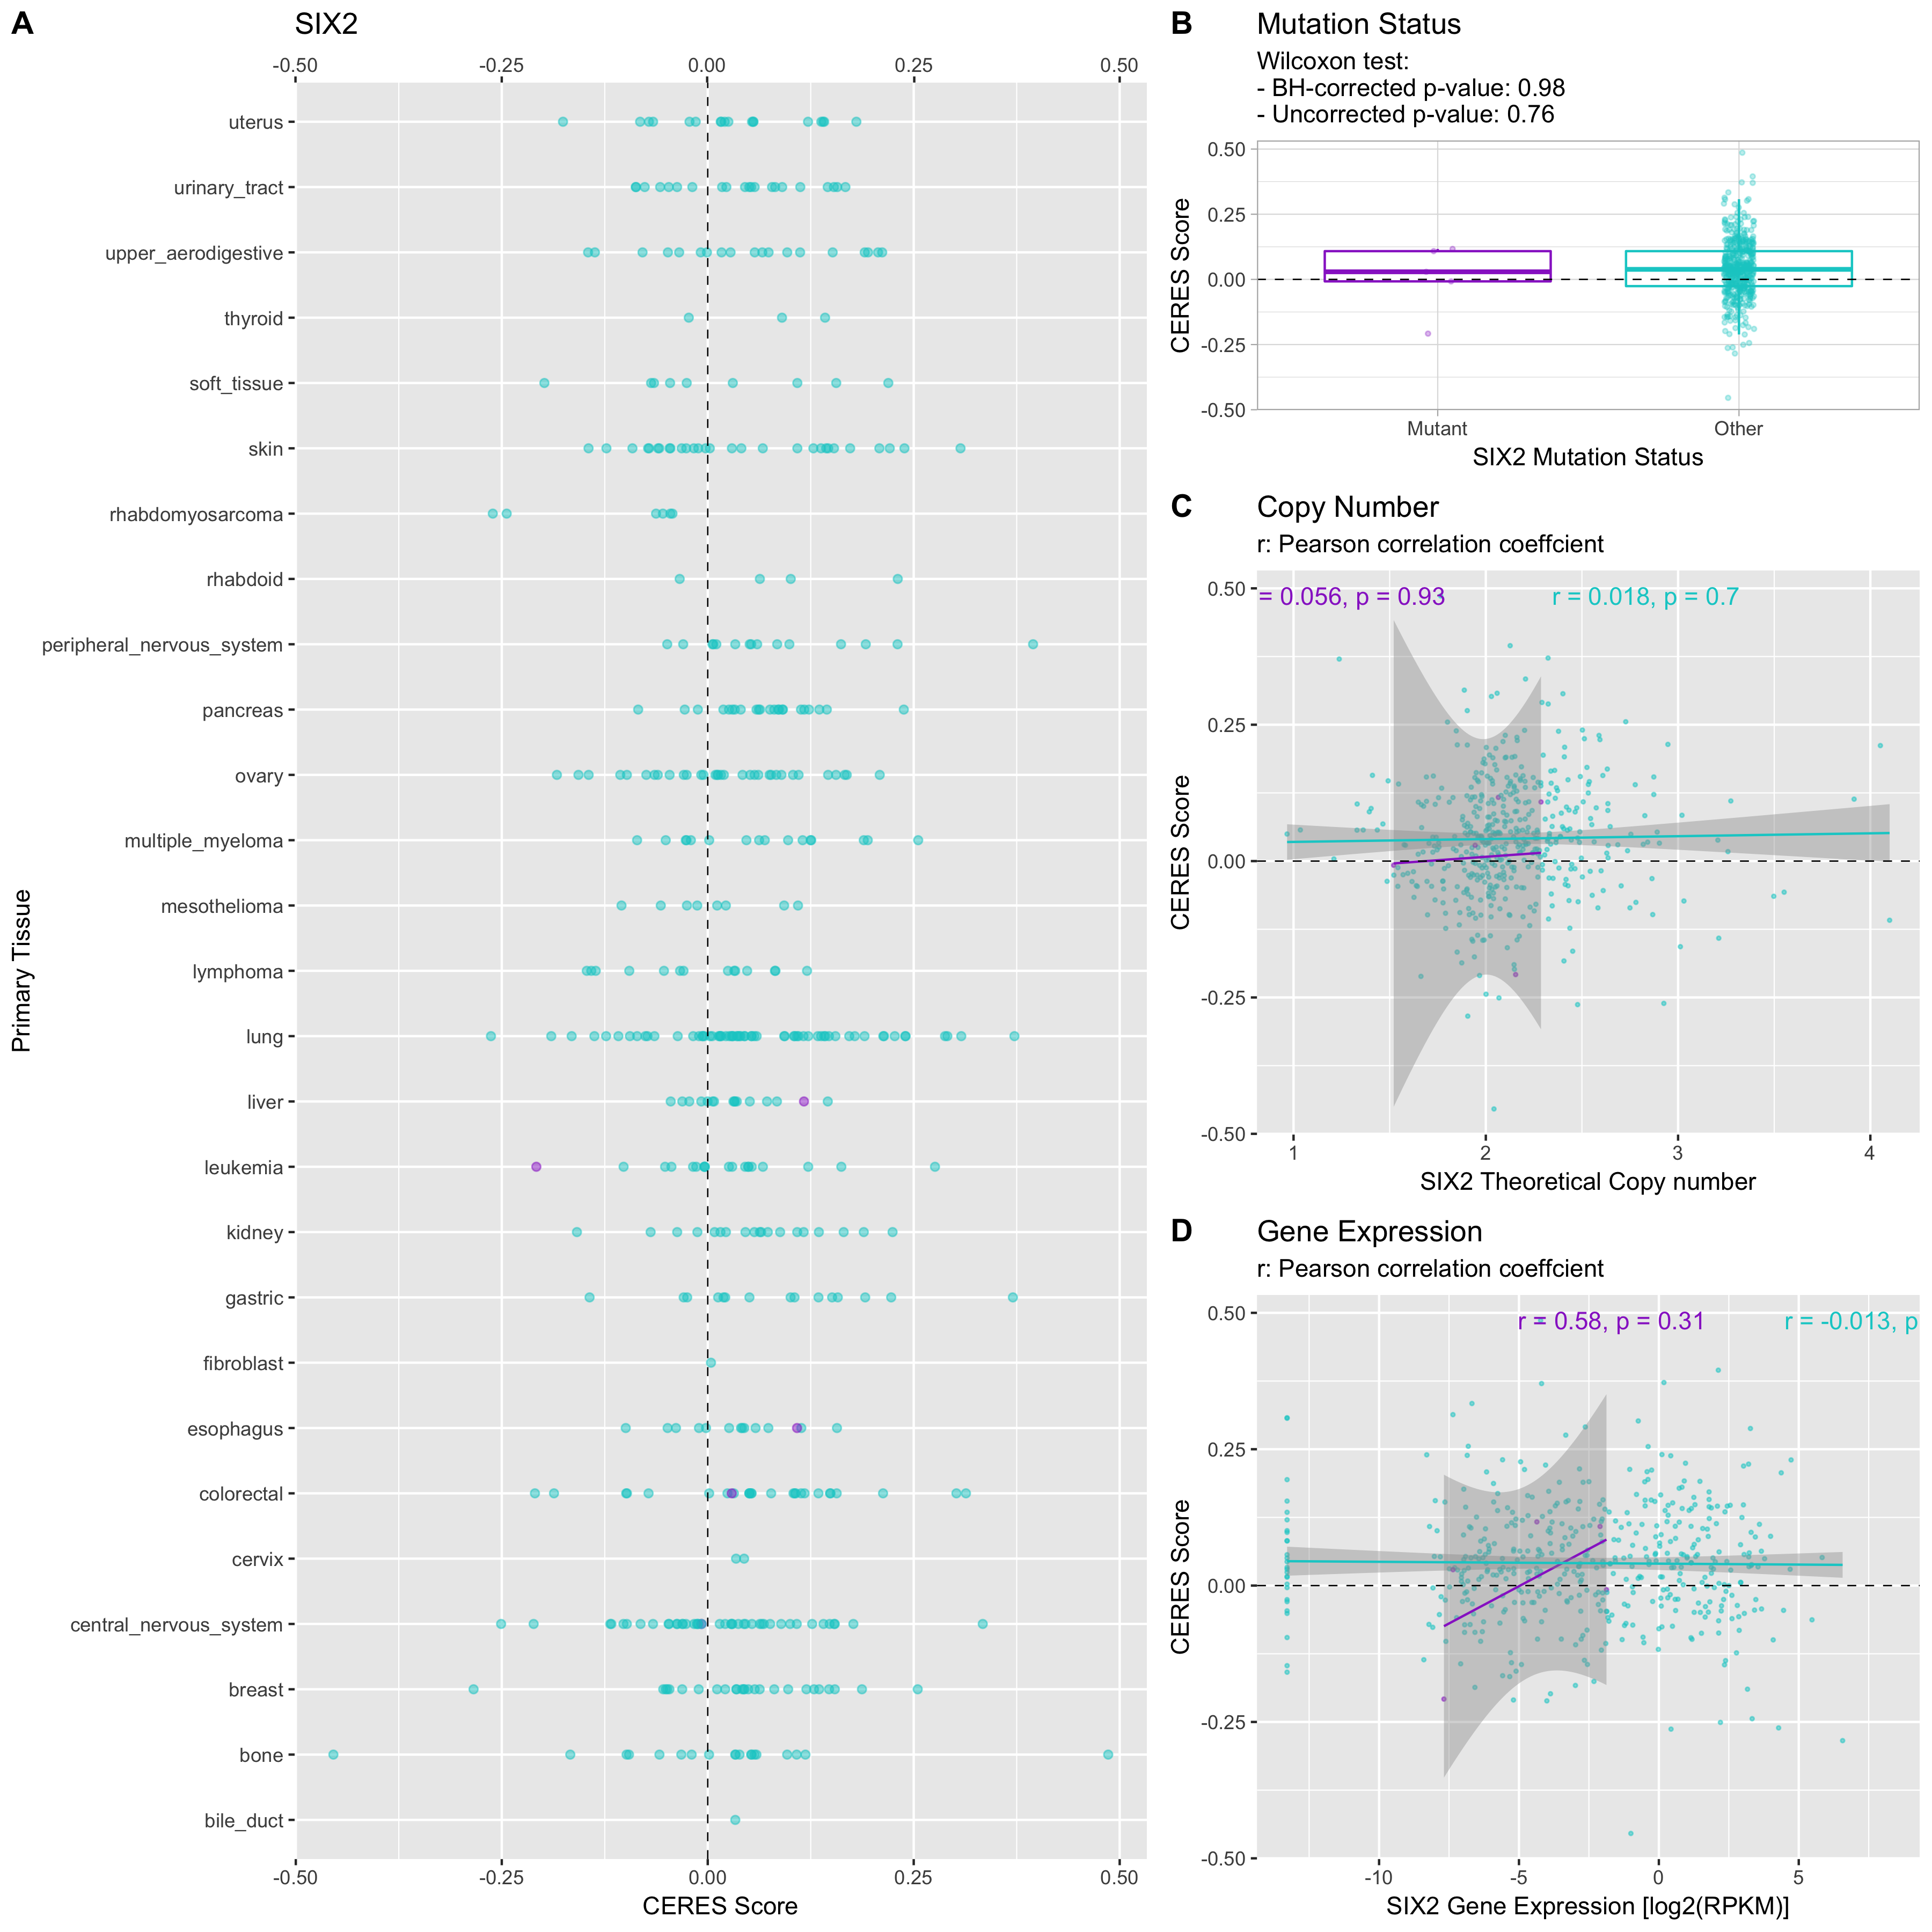 A
SIX2
-0.50 -0.25 0.00 0.25 0.50
uterus
urinary_tract
upper_aerodigestive
thyroid
soft_tissue
skin
rhabdomyosarcoma
rhabdoid
peripheral_nervous_system
pancreas
ovary
multiple_myeloma
mesothelioma
lymphoma
lung
liver
leukemia
kidney
gastric
fibroblast
esophagus
colorectal
cervix
central_nervous_system
breast
bone
bile_duct
Primary Tissue
-0.50 -0.25 0.00 0.25 0.50
CERES Score
B
Mutation Status
Wilcoxon test:
- BH-corrected p-value: 0.98
- Uncorrected p-value: 0.76
0.50
0.25
0.00
-0.25
-0.50
CERES Score
Mutant Other
SIX2 Mutation Status
C
Copy Number
r: Pearson correlation coeffcient
= 0.056, p = 0.93 r = 0.018, p = 0.7
0.50
0.25
0.00
-0.25
-0.50
CERES Score
1 2 3 4
SIX2 Theoretical Copy number
D
Gene Expression
r: Pearson correlation coeffcient
r = 0.58, p = 0.31 r = -0.013, p
0.50
0.25
0.00
-0.25
-0.50
CERES Score
-10 -5 0 5
SIX2 Gene Expression [log2(RPKM)]